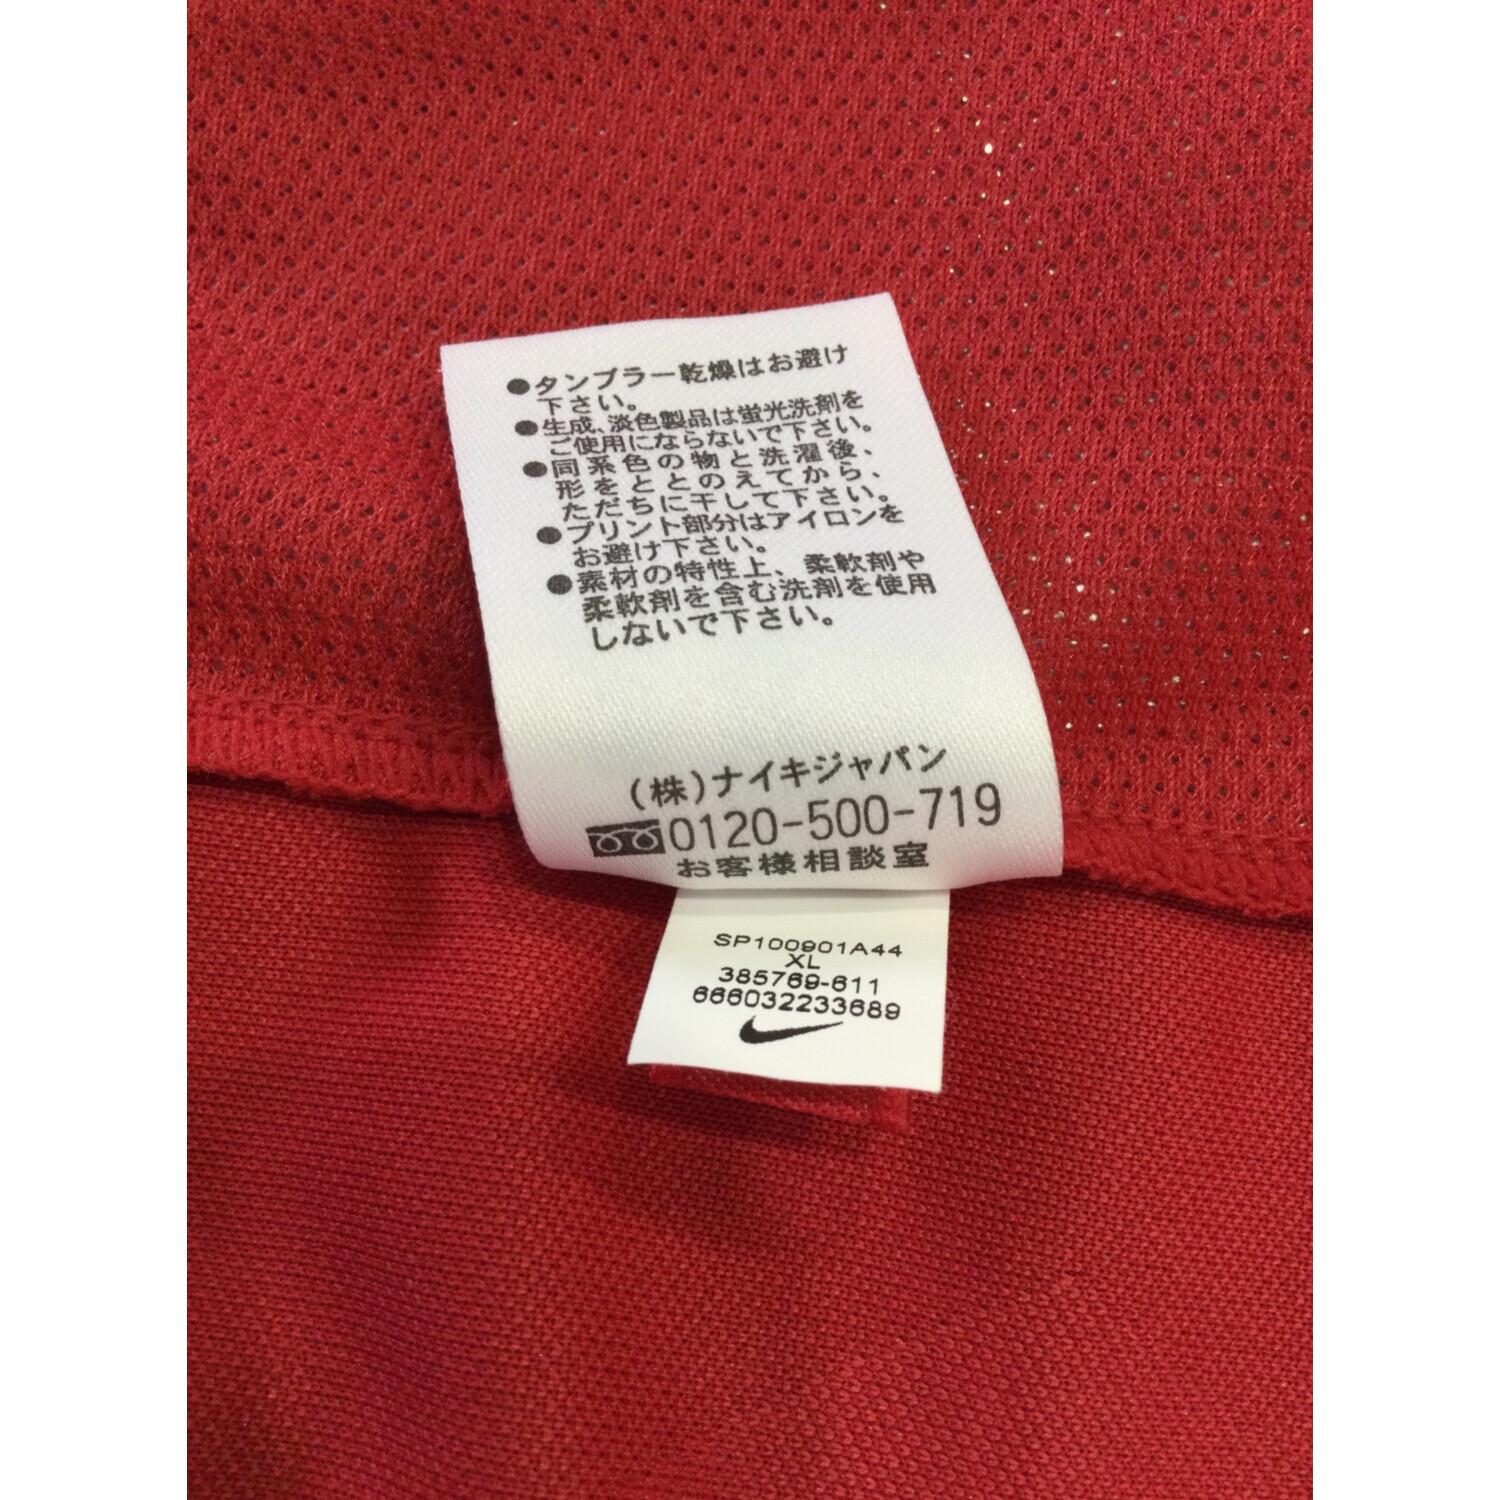 ●タンブラー乾燥はお避け
下さい。
●生成、淡色製品は蛍光洗剤を
ご使用にならないで下さい。
●同系色の物と洗濯後、
形をととのえてから、
ただちに干して下さい。
●プリント部分はアイロンを
お避け下さい。
●素材の特性上、柔軟剤や
柔軟剤を含む洗剤を使用
しないで下さい。
(株)ナイキジャパン
0120-500-719
お客様相談室
SP100901A44
XL
385769-611
666032233689